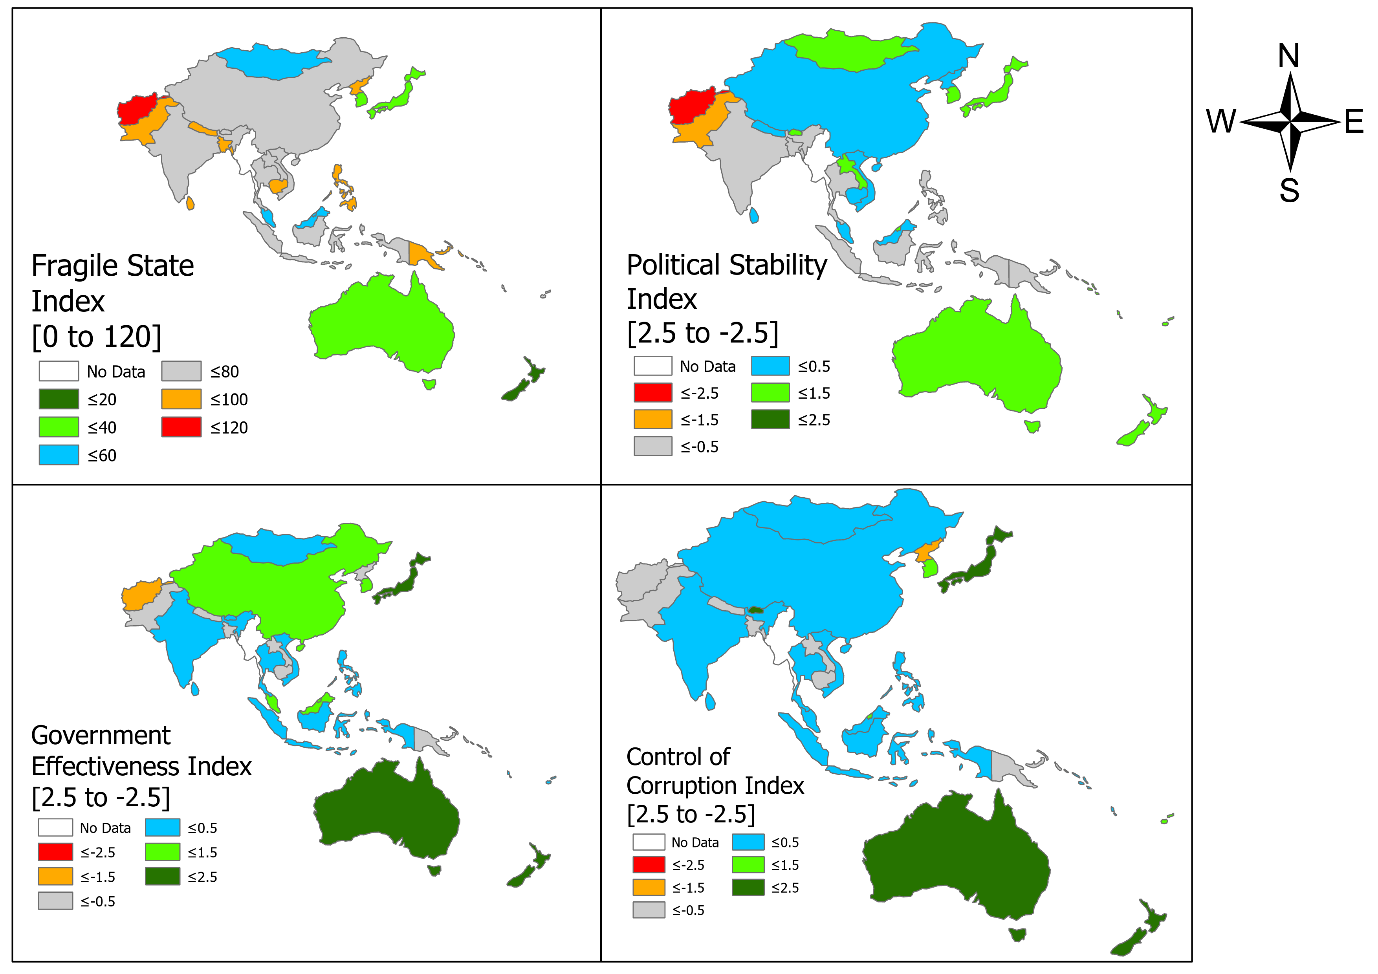 Fragile State
Index
[0 to 120]
No Data
≤20
≤40
≤60
≤80
≤100
≤120
Political Stability
Index
[2.5 to -2.5]
No Data
≤-2.5
≤-1.5
≤-0.5
≤0.5
≤1.5
≤2.5
N
W
E
S
Government
Effectiveness Index
[2.5 to -2.5]
No Data
≤-2.5
≤-1.5
≤-0.5
≤0.5
≤1.5
≤2.5
Control of
Corruption Index
[2.5 to -2.5]
No Data
≤-2.5
≤-1.5
≤-0.5
≤0.5
≤1.5
≤2.5